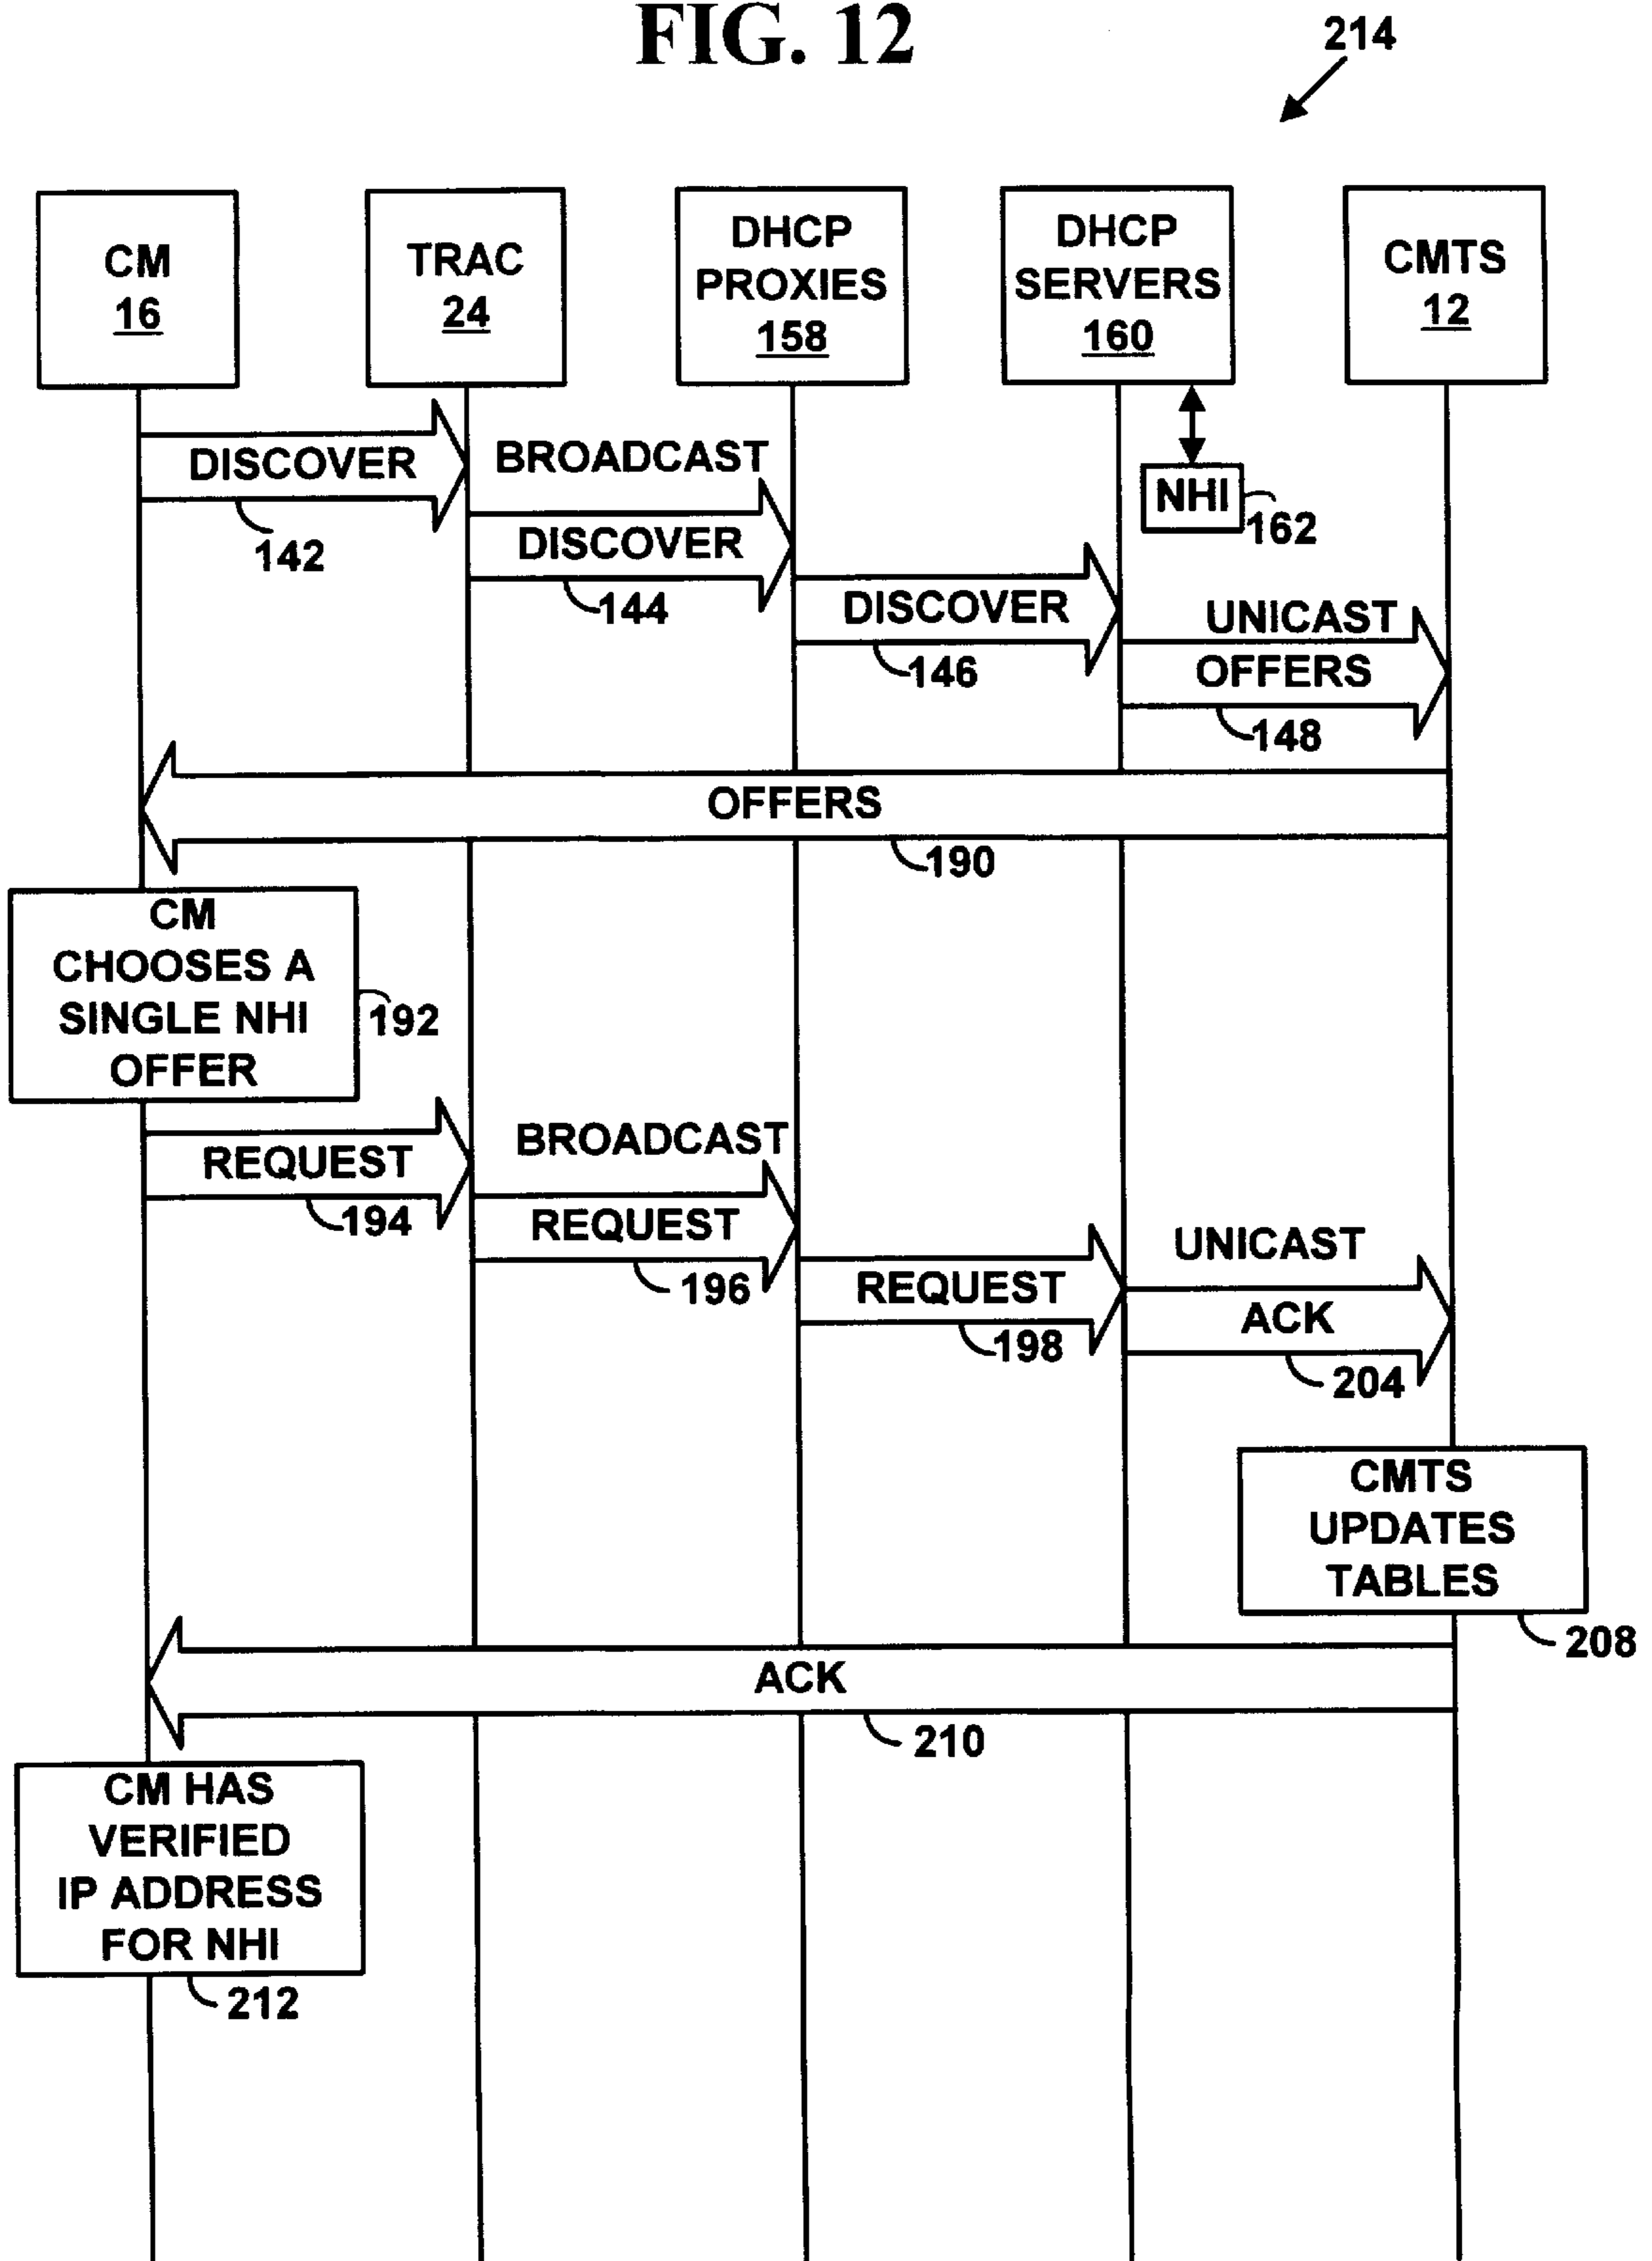 FIG. 12
214
CM
16
TRAC
24
DHCP
PROXIES
158
DHCP
SERVERS
160
CMTS
12
DISCOVER
142
BROADCAST
DISCOVER
144
NHI
162
DISCOVER
146
UNICAST
OFFERS
148
OFFERS
190
CM
CHOOSES A
SINGLE NHI
OFFER
192
REQUEST
194
BROADCAST
REQUEST
196
REQUEST
198
UNICAST
ACK
204
CMTS
UPDATES
TABLES
208
ACK
210
CM HAS
VERIFIED
IP ADDRESS
FOR NHI
212